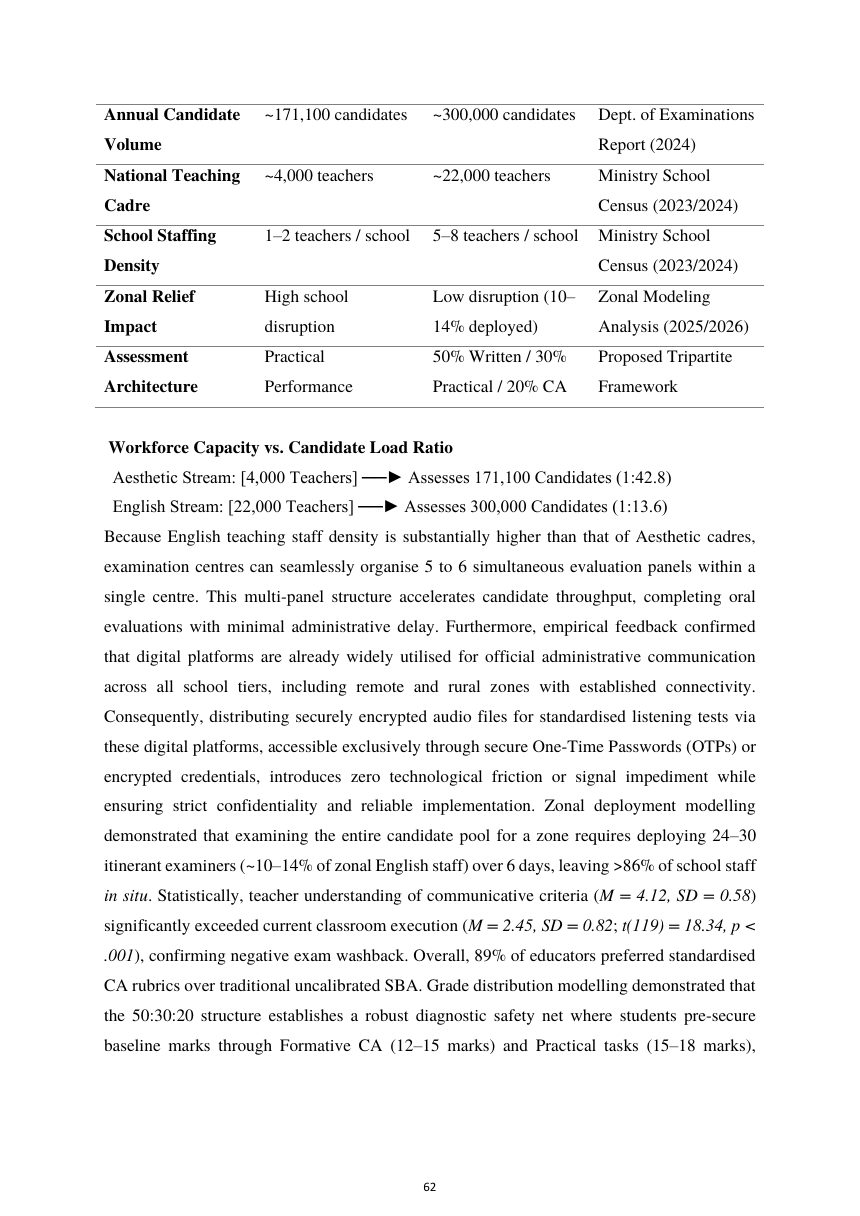 Annual Candidate ~171,100 candidates ~300,000 candidates Dept. of Examinations
Volume Report (2024)
National Teaching ~4,000 teachers ~22,000 teachers Ministry School
Cadre Census (2023/2024)
School Staffing 1–2 teachers / school 5–8 teachers / school Ministry School
Density Census (2023/2024)
Zonal Relief High school Low disruption (10– Zonal Modeling
Impact disruption 14% deployed) Analysis (2025/2026)
Assessment Practical 50% Written / 30% Proposed Tripartite
Architecture Performance Practical / 20% CA Framework
Workforce Capacity vs. Candidate Load Ratio
Aesthetic Stream: [4,000 Teachers] ──► Assesses 171,100 Candidates (1:42.8)
English Stream: [22,000 Teachers] ──► Assesses 300,000 Candidates (1:13.6)
Because English teaching staff density is substantially higher than that of Aesthetic cadres,
examination centres can seamlessly organise 5 to 6 simultaneous evaluation panels within a
single centre. This multi-panel structure accelerates candidate throughput, completing oral
evaluations with minimal administrative delay. Furthermore, empirical feedback confirmed
that digital platforms are already widely utilised for official administrative communication
across all school tiers, including remote and rural zones with established connectivity.
Consequently, distributing securely encrypted audio files for standardised listening tests via
these digital platforms, accessible exclusively through secure One-Time Passwords (OTPs) or
encrypted credentials, introduces zero technological friction or signal impediment while
ensuring strict confidentiality and reliable implementation. Zonal deployment modelling
demonstrated that examining the entire candidate pool for a zone requires deploying 24–30
itinerant examiners (~10–14% of zonal English staff) over 6 days, leaving >86% of school staff
in situ. Statistically, teacher understanding of communicative criteria (M = 4.12, SD = 0.58)
significantly exceeded current classroom execution (M = 2.45, SD = 0.82; t(119) = 18.34, p <
.001), confirming negative exam washback. Overall, 89% of educators preferred standardised
CA rubrics over traditional uncalibrated SBA. Grade distribution modelling demonstrated that
the 50:30:20 structure establishes a robust diagnostic safety net where students pre-secure
baseline marks through Formative CA (12–15 marks) and Practical tasks (15–18 marks),
62